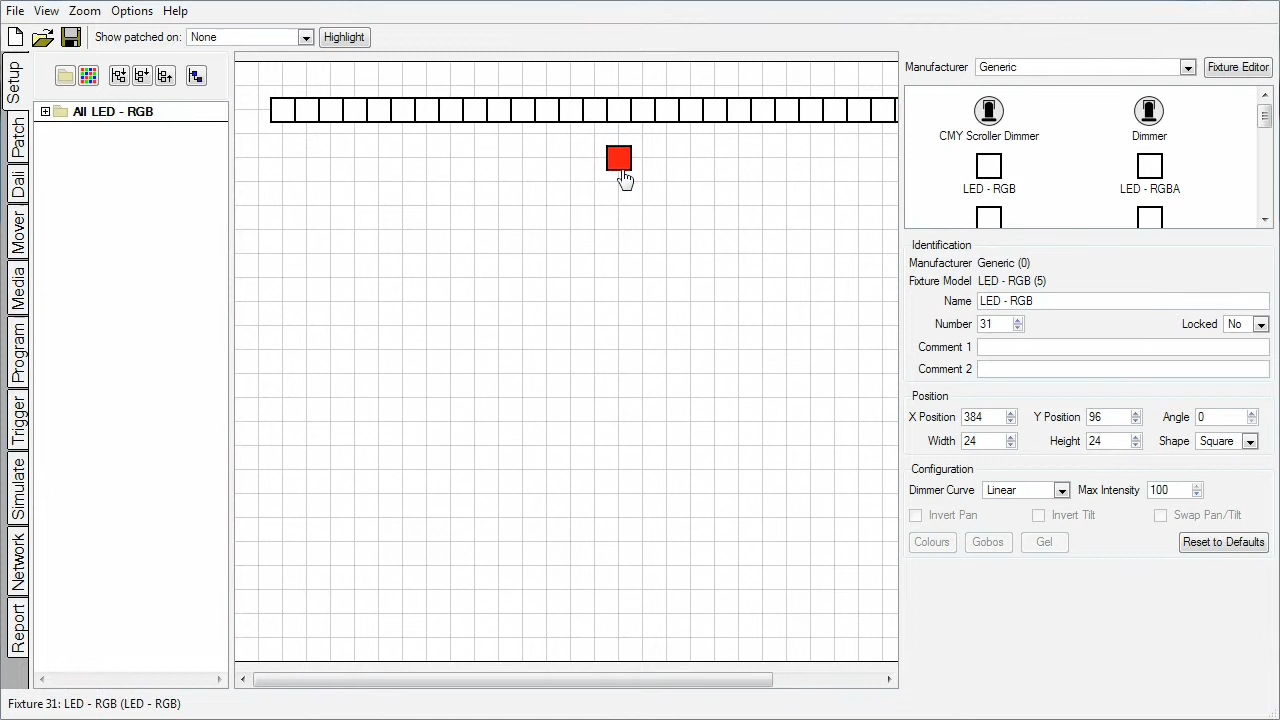 File View Zoom Options Help
Show patched on: None Highlight
Setup
Patch
Dali
Mover
Media
Program
Trigger
Simulate
Network
Report
All LED - RGB
Manufacturer Generic Fixture Editor
CMY Scroller Dimmer Dimmer
LED - RGB LED - RGBA
Identification
Manufacturer Generic (0)
Fixture Model LED - RGB (5)
Name LED - RGB
Number 31 Locked No
Comment 1
Comment 2
Position
X Position 384 Y Position 96 Angle 0
Width 24 Height 24 Shape Square
Configuration
Dimmer Curve Linear Max Intensity 100
Invert Pan Invert Tilt Swap Pan/Tilt
Colours Gobos Gel Reset to Defaults
Fixture 31: LED - RGB (LED - RGB)